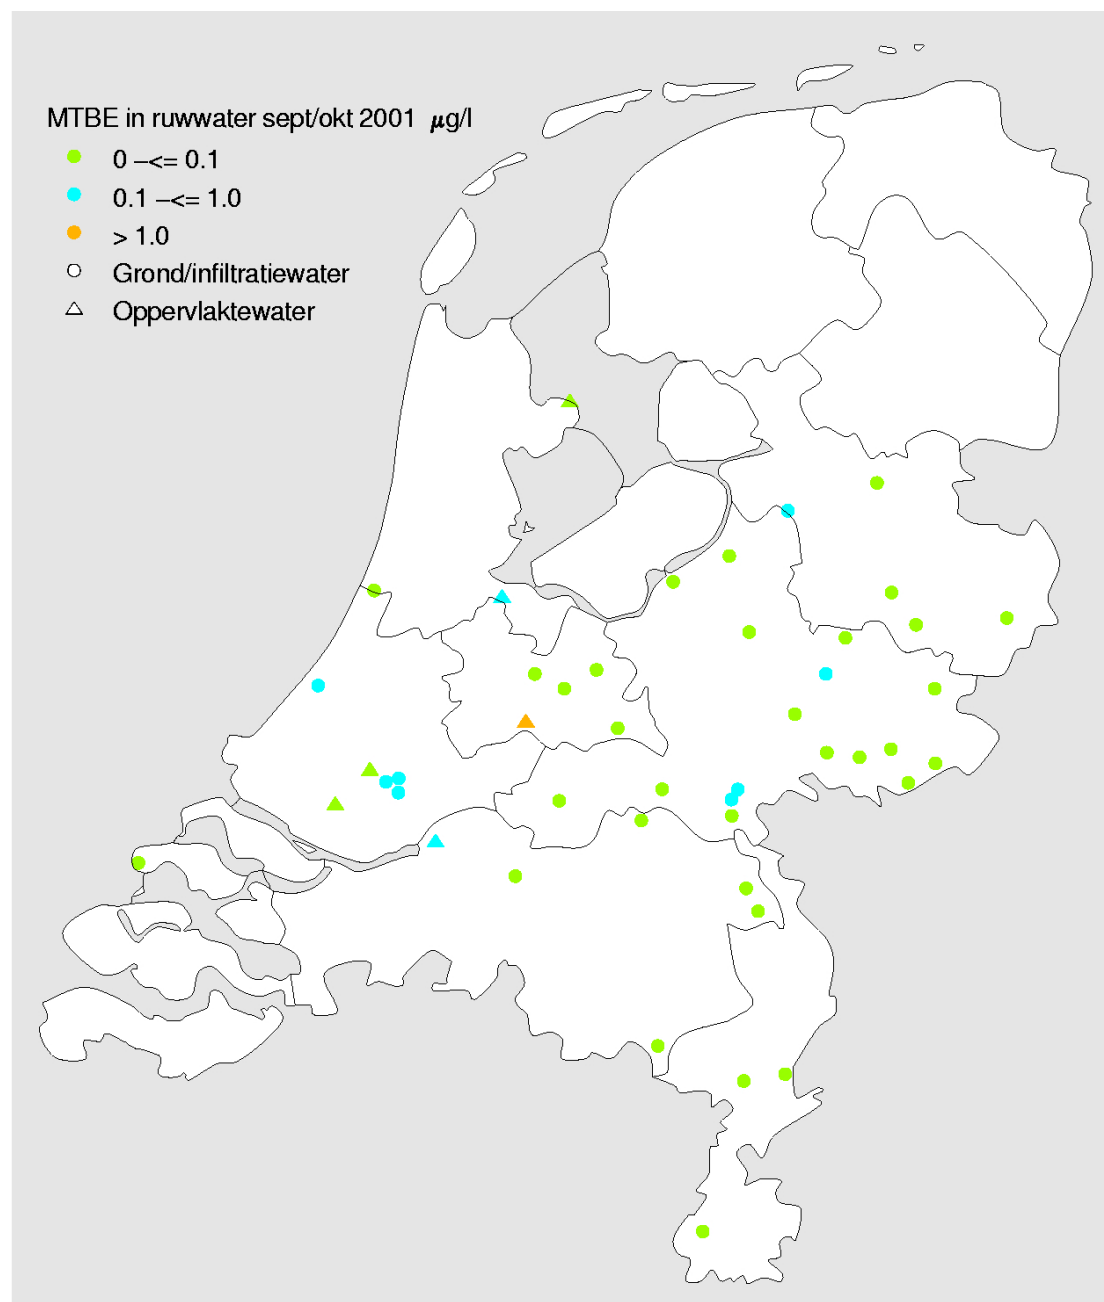 MTBE in ruwwater sept/okt 2001 µg/l
0 –<= 0.1
0.1 –<= 1.0
> 1.0
Grond/infiltratiewater
Oppervlaktewater